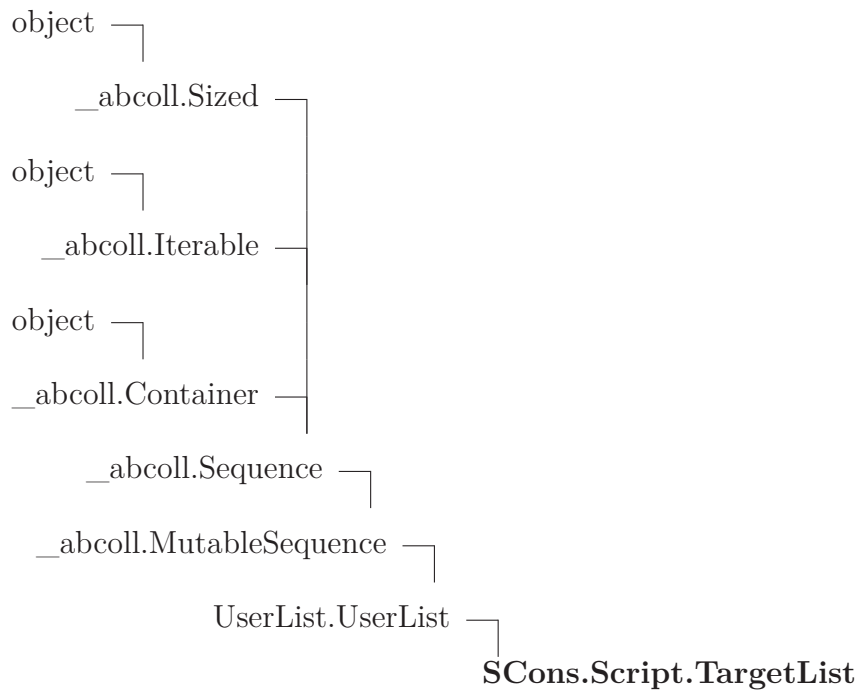 object
_abcoll.Sized
object
_abcoll.Iterable
object
_abcoll.Container
_abcoll.Sequence
_abcoll.MutableSequence
UserList.UserList
SCons.Script.TargetList